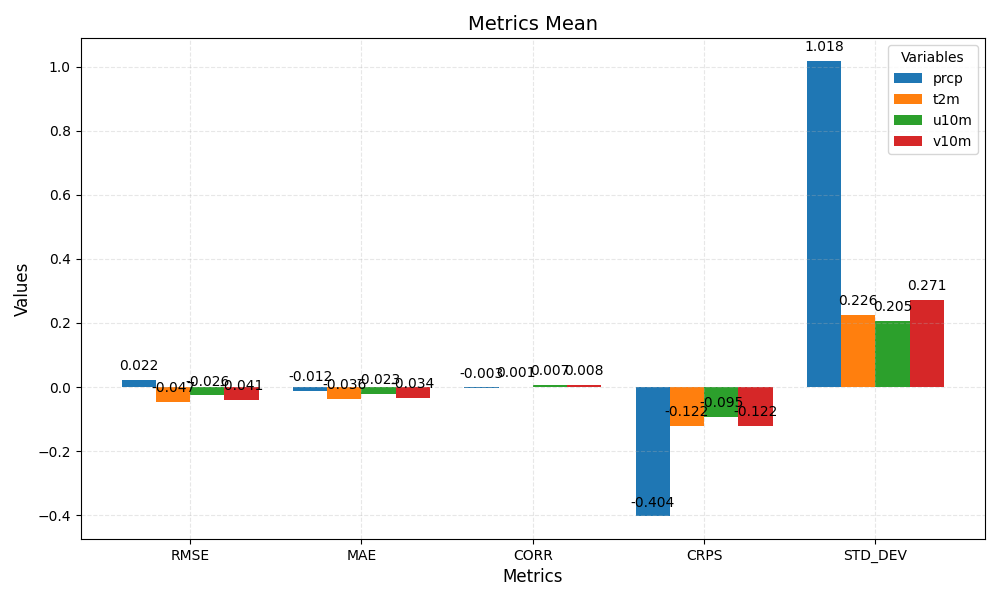 Metrics Mean
Values
1.0
0.8
0.6
0.4
0.2
0.0
−0.2
−0.4
0.022
-0.047
-0.026
-0.041
-0.012
-0.036
-0.023
-0.034
-0.003
0.001
0.007
0.008
-0.404
-0.122
-0.095
-0.122
1.018
0.226
0.205
0.271
Variables
prcp
t2m
u10m
v10m
RMSE
MAE
CORR
CRPS
STD_DEV
Metrics